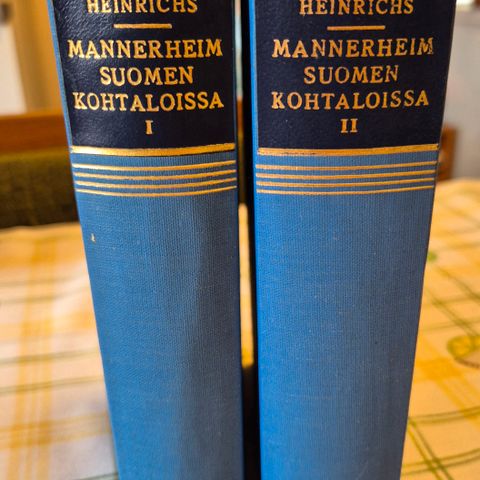 HEINRICHS
MANNERHEIM
SUOMEN
KOHTALOISSA
I
HEINRICHS
MANNERHEIM
SUOMEN
KOHTALOISSA
II